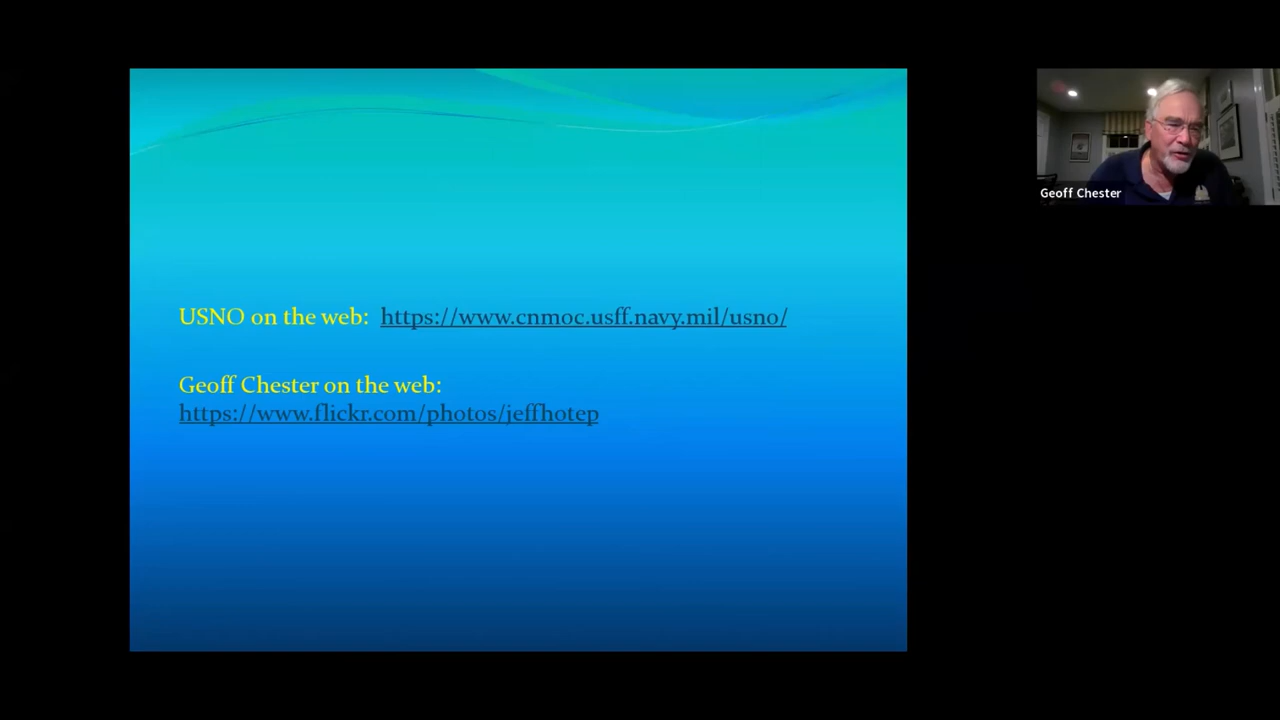 USNO on the web: https://www.cnmoc.usff.navy.mil/usno/
Geoff Chester on the web:
https://www.flickr.com/photos/jeffhotep
Geoff Chester